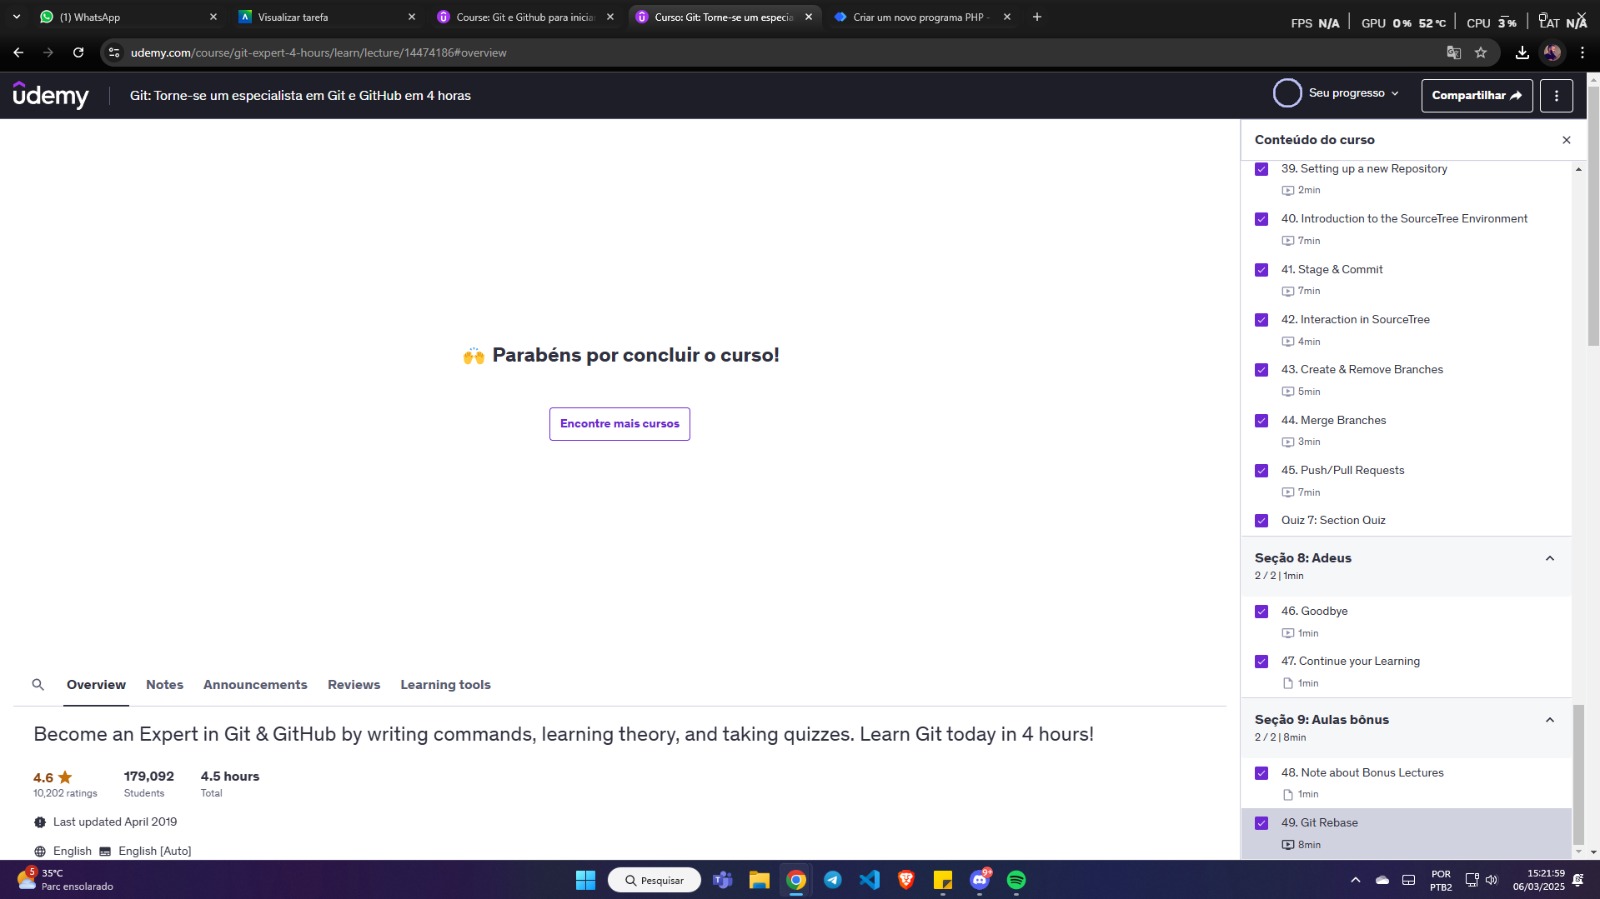 (1) WhatsApp
Visualizar tarefa
Course: Git e Github para inicia
Curso: Git: Torne-se um especia
Criar um novo programa PHP -
FPS N/A GPU 0% 52°C CPU 3% LAT N/A
udemy.com/course/git-expert-4-hours/learn/lecture/14474186#overview
udemy
Git: Torne-se um especialista em Git e GitHub em 4 horas
Seu progresso
Compartilhar
Parabéns por concluir o curso!
Encontre mais cursos
Overview Notes Announcements Reviews Learning tools
Become an Expert in Git & GitHub by writing commands, learning theory, and taking quizzes. Learn Git today in 4 hours!
4.6 179,092 4.5 hours
10,202 ratings Students Total
Last updated April 2019
English English [Auto]
Conteúdo do curso
39. Setting up a new Repository
2min
40. Introduction to the SourceTree Environment
7min
41. Stage & Commit
7min
42. Interaction in SourceTree
4min
43. Create & Remove Branches
5min
44. Merge Branches
3min
45. Push/Pull Requests
7min
Quiz 7: Section Quiz
Seção 8: Adeus
2 / 2 | 1min
46. Goodbye
1min
47. Continue your Learning
1min
Seção 9: Aulas bônus
2 / 2 | 8min
48. Note about Bonus Lectures
1min
49. Git Rebase
8min
5
35°C
Parc ensolarado
Pesquisar
9+
POR
PTB2
15:21:59
06/03/2025